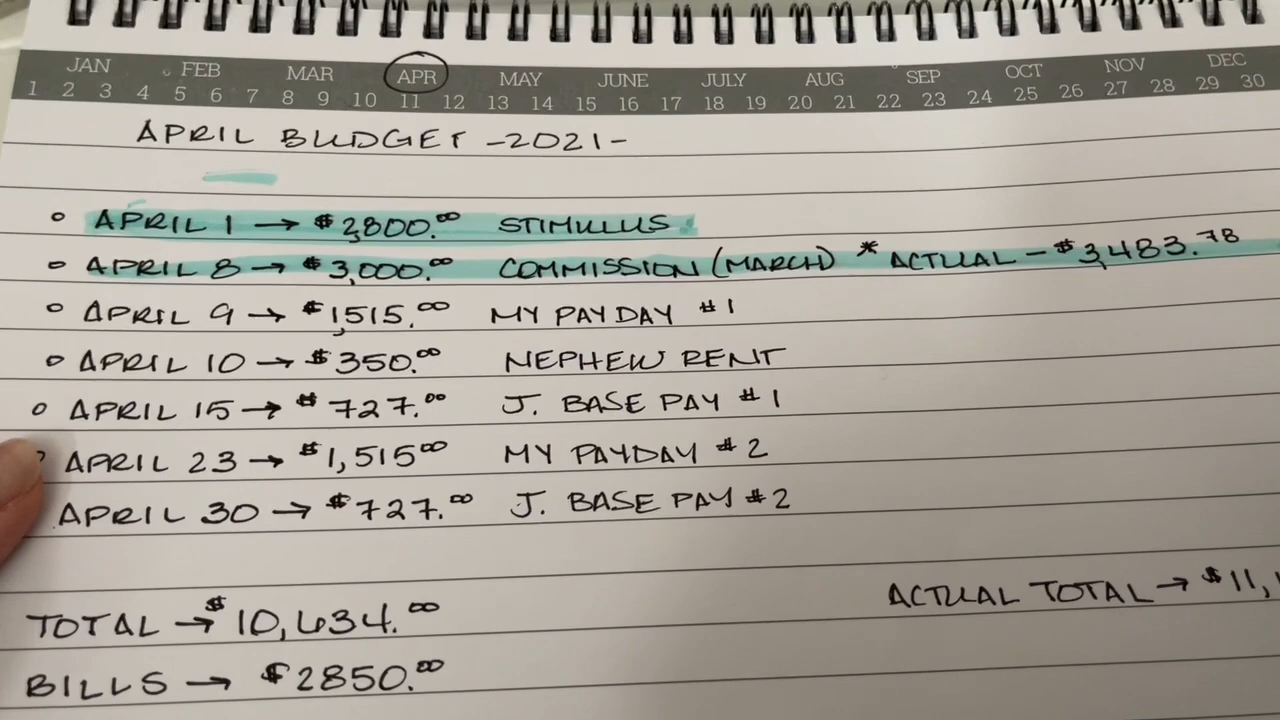 JAN FEB MAR APR MAY JUNE JULY AUG SEP OCT NOV DEC
1 2 3 4 5 6 7 8 9 10 11 12 13 14 15 16 17 18 19 20 21 22 23 24 25 26 27 28 29 30
APRIL BUDGET -2021-
APRIL 1 → $2,800.00 STIMULUS
APRIL 8 → $3,000.00 COMMISSION (MARCH) * ACTUAL - $3,483.78
APRIL 9 → $1,515.00 MY PAYDAY #1
APRIL 10 → $350.00 NEPHEW RENT
APRIL 15 → $727.00 J. BASE PAY #1
APRIL 23 → $1,515 00 MY PAYDAY #2
APRIL 30 → $727.00 J. BASE PAY #2
ACTUAL TOTAL → $11,
TOTAL → $10,634.00
BILLS → $2850.00